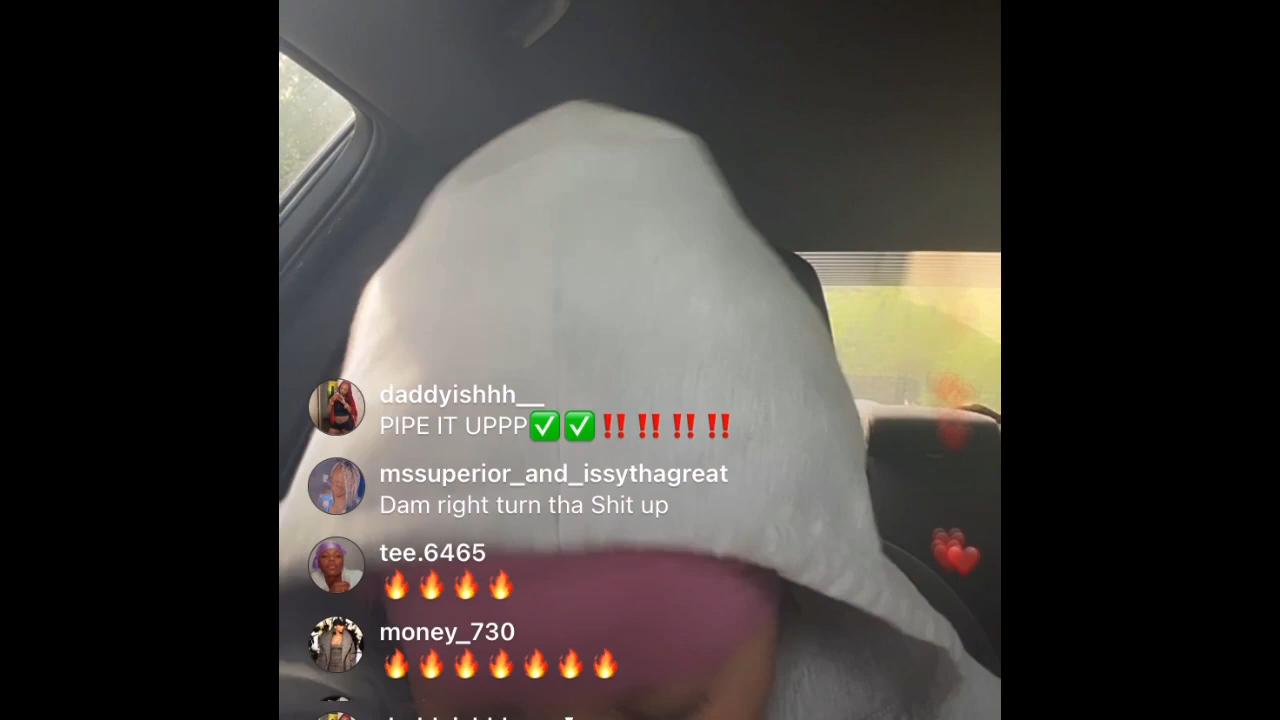 daddyishhh__
PIPE IT UPPP✅✅‼️‼️‼️‼️
mssuperior_and_issythagreat
Dam right turn tha Shit up
tee.6465
🔥🔥🔥🔥
money_730
🔥🔥🔥🔥🔥🔥🔥